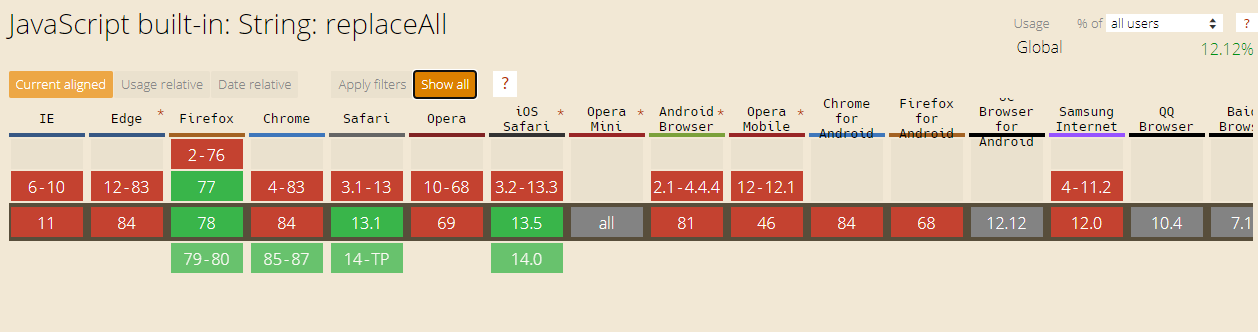 JavaScript built-in: String: replaceAll
Usage % of all users ?
Global 12.12%
Current aligned Usage relative Date relative Apply filters Show all ?
IE Edge * Firefox Chrome Safari Opera iOS Safari * Opera Mini * Android Browser * Opera Mobile * Chrome for Android Firefox for Android UC Browser for Android Samsung Internet QQ Browser
2-76
6-10 12-83 77 4-83 3.1-13 10-68 3.2-13.3 2.1-4.4.4 12-12.1 4-11.2
11 84 78 84 13.1 69 13.5 all 81 46 84 68 12.12 12.0 10.4 7.1
79-80 85-87 14-TP 14.0